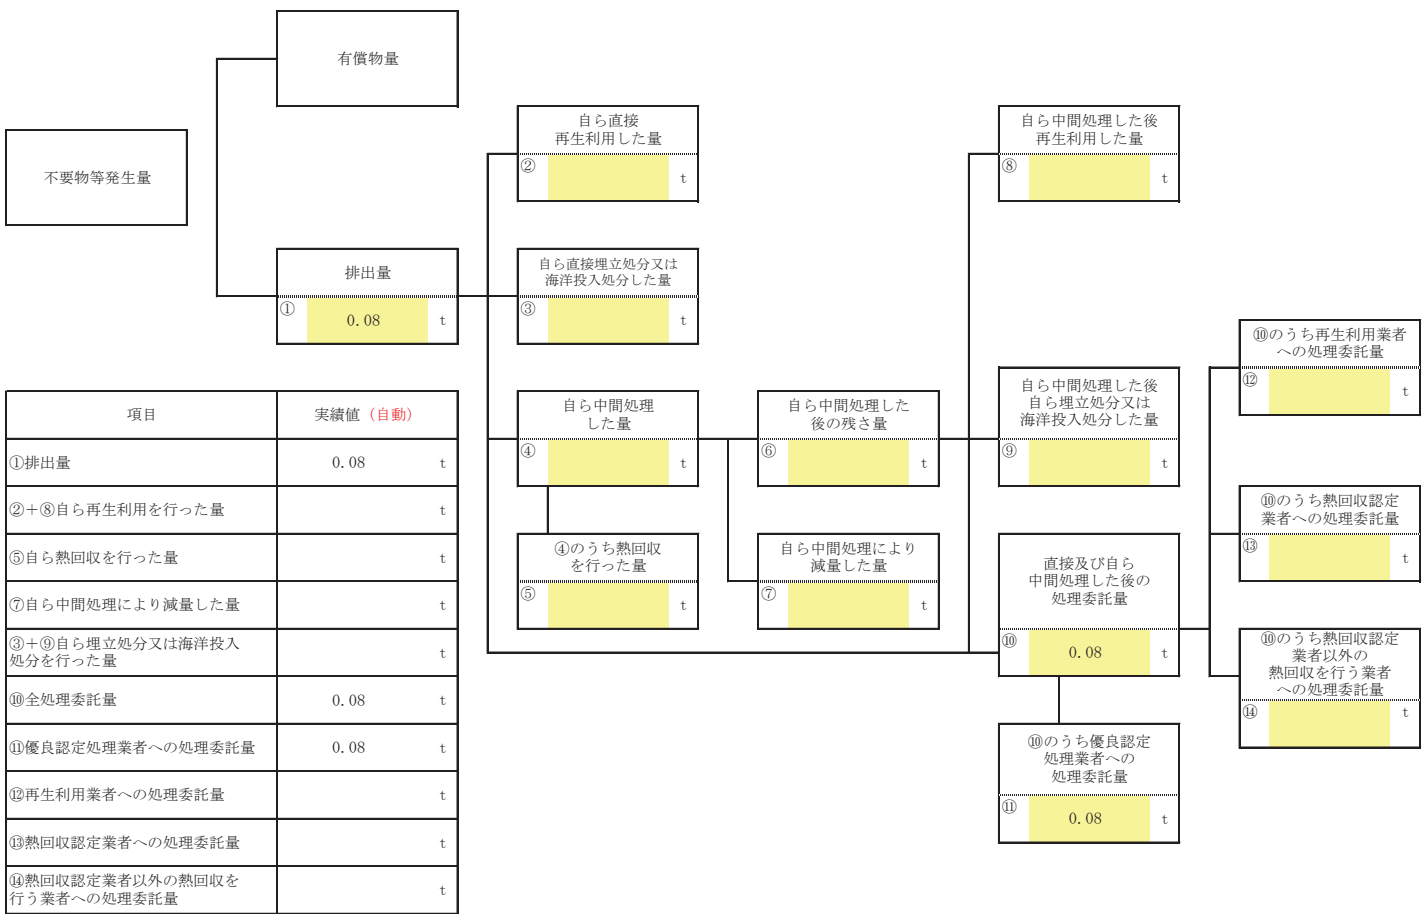 有償物量
不要物等発生量
排出量
①
0.08
t
自ら直接
再生利用した量
②
t
自ら直接埋立処分又は
海洋投入処分した量
③
t
自ら中間処理
した量
④
t
④のうち熱回収
を行った量
⑤
t
自ら中間処理した
後の残さ量
⑥
t
自ら中間処理により
減量した量
⑦
t
自ら中間処理した後
再生利用した量
⑧
t
自ら中間処理した後
自ら埋立処分又は
海洋投入処分した量
⑨
t
直接及び自ら
中間処理した後の
処理委託量
⑩
0.08
t
⑩のうち優良認定
処理業者への
処理委託量
⑪
0.08
t
⑩のうち再生利用業者
への処理委託量
⑫
t
⑩のうち熱回収認定
業者への処理委託量
⑬
t
⑩のうち熱回収認定
業者以外の
熱回収を行う業者
への処理委託量
⑭
t
項目 実績値（自動）
①排出量 0.08 t
②＋⑧自ら再生利用を行った量 t
⑤自ら熱回収を行った量 t
⑦自ら中間処理により減量した量 t
③＋⑨自ら埋立処分又は海洋投入
処分を行った量 t
⑩全処理委託量 0.08 t
⑪優良認定処理業者への処理委託量 0.08 t
⑫再生利用業者への処理委託量 t
⑬熱回収認定業者への処理委託量 t
⑭熱回収認定業者以外の熱回収を
行う業者への処理委託量 t